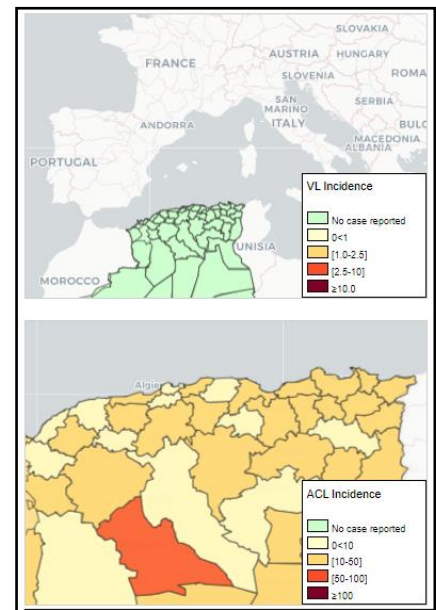 SLOVAKIA
FRANCE
AUSTRIA
HUNGARY
SLOVENIA
ROMA
SAN
MARINO
SERBIA
ITALY
ANDORRA
BULG
MACEDONIA
ALBANIA
PORTUGAL
VL Incidence
No case reported
0<1
[1.0-2.5]
[2.5-10]
≥10.0
UNISIA
MOROCCO
Algie
ACL Incidence
No case reported
0<10
[10-50]
[50-100]
≥100